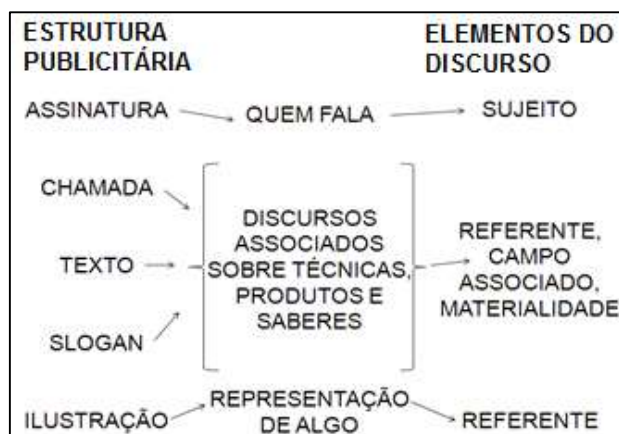 ESTRUTURA
PUBLICITÁRIA
ELEMENTOS DO
DISCURSO
ASSINATURA
QUEM FALA
SUJEITO
CHAMADA
TEXTO
SLOGAN
DISCURSOS
ASSOCIADOS
SOBRE TÉCNICAS,
PRODUTOS E
SABERES
REFERENTE,
CAMPO
ASSOCIADO,
MATERIALIDADE
ILUSTRAÇÃO
REPRESENTAÇÃO
DE ALGO
REFERENTE